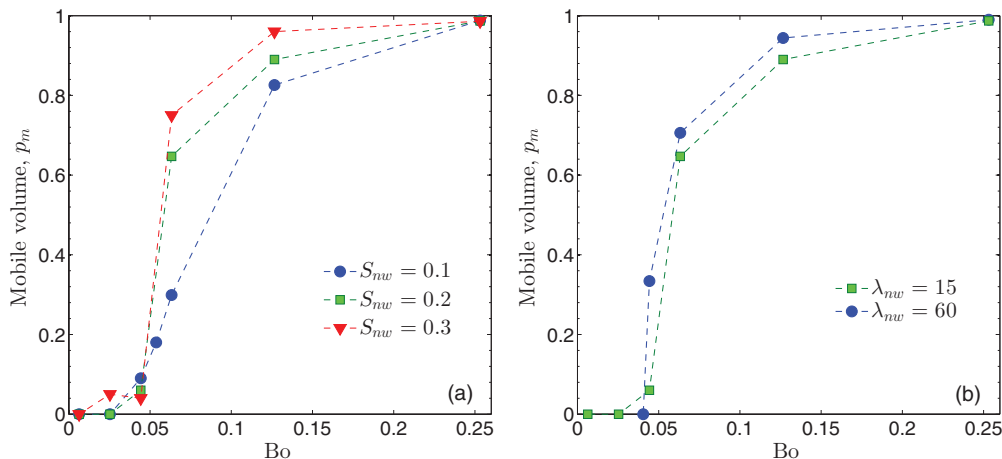 1
0.8
0.6
0.4
0.2
0
Mobile volume, p_m
0 0.05 0.1 0.15 0.2 0.25
Bo
S_nw = 0.1
S_nw = 0.2
S_nw = 0.3
(a)
1
0.8
0.6
0.4
0.2
0
Mobile volume, p_m
0 0.05 0.1 0.15 0.2 0.25
Bo
λ_nw = 15
λ_nw = 60
(b)